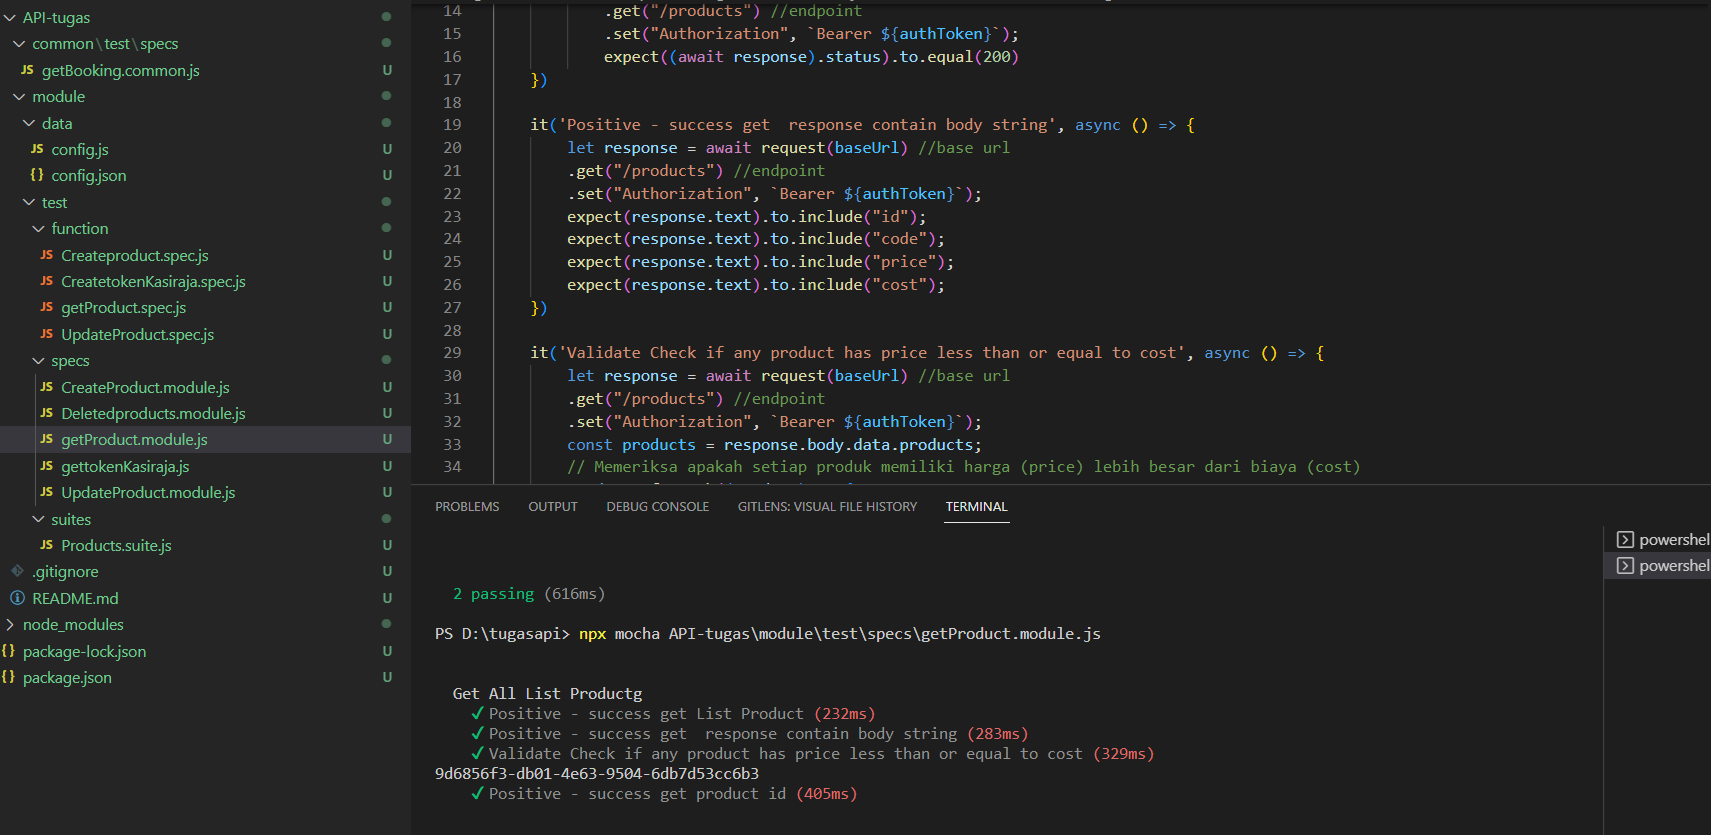 API-tugas
common\test\specs
JS getBooking.common.js U
module
data
JS config.js U
{} config.json U
test
function
JS Createproduct.spec.js U
JS CreatetokenKasiraja.spec.js U
JS getProduct.spec.js U
JS UpdateProduct.spec.js U
specs
JS CreateProduct.module.js U
JS Deletedproducts.module.js U
JS getProduct.module.js U
JS gettokenKasiraja.js U
JS UpdateProduct.module.js U
suites
JS Products.suite.js U
.gitignore U
README.md U
node_modules
{} package-lock.json U
{} package.json U
14 .get("/products") //endpoint
15 .set("Authorization", `Bearer ${authToken}`);
16 expect((await response).status).to.equal(200)
17 })
18
19 it('Positive - success get  response contain body string', async () => {
20 let response = await request(baseUrl) //base url
21 .get("/products") //endpoint
22 .set("Authorization", `Bearer ${authToken}`);
23 expect(response.text).to.include("id");
24 expect(response.text).to.include("code");
25 expect(response.text).to.include("price");
26 expect(response.text).to.include("cost");
27 })
28
29 it('Validate Check if any product has price less than or equal to cost', async () => {
30 let response = await request(baseUrl) //base url
31 .get("/products") //endpoint
32 .set("Authorization", `Bearer ${authToken}`);
33 const products = response.body.data.products;
34 // Memeriksa apakah setiap produk memiliki harga (price) lebih besar dari biaya (cost)
PROBLEMS OUTPUT DEBUG CONSOLE GITLENS: VISUAL FILE HISTORY TERMINAL
2 passing (616ms)
PS D:\tugasapi> npx mocha API-tugas\module\test\specs\getProduct.module.js
Get All List Productg
✓ Positive - success get List Product (232ms)
✓ Positive - success get  response contain body string (283ms)
✓ Validate Check if any product has price less than or equal to cost (329ms)
9d6856f3-db01-4e63-9504-6db7d53cc6b3
✓ Positive - success get product id (405ms)
powershel
powershel